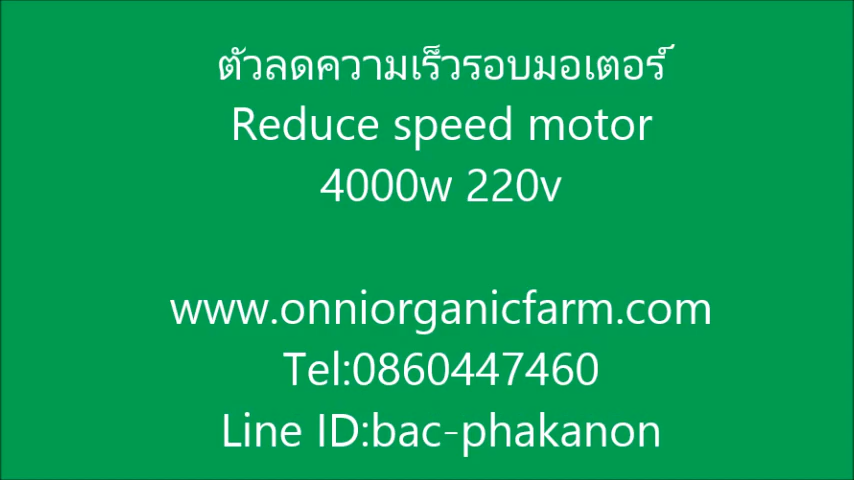 ตัวลดความเร็วรอบมอเตอร์
Reduce speed motor
4000w 220v
www.onniorganicfarm.com
Tel:0860447460
Line ID:bac-phakanon